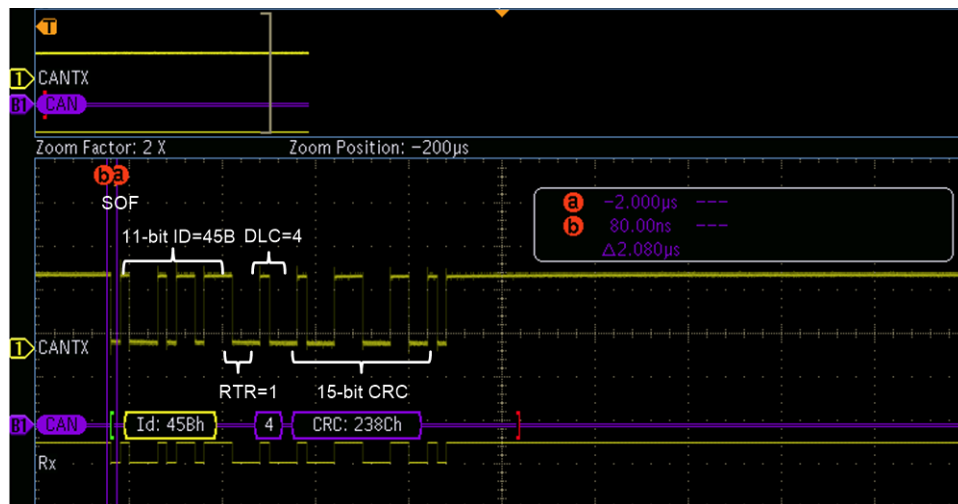 T
1 CANTX
B1 CAN
Zoom Factor: 2 X Zoom Position: -200µs
b a
SOF
a -2.000µs ---
b 80.00ns ---
Δ2.080µs
11-bit ID=45B DLC=4
1 CANTX
RTR=1 15-bit CRC
B1 CAN Id: 45Bh 4 CRC: 238Ch
Rx